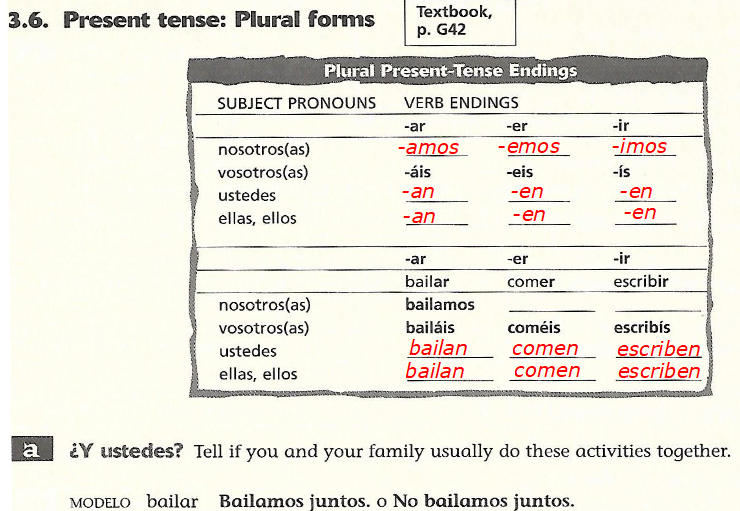 3.6. Present tense: Plural forms
Textbook,
p. G42
Plural Present-Tense Endings
SUBJECT PRONOUNS VERB ENDINGS
-ar -er -ir
nosotros(as) -amos -emos -imos
vosotros(as) -áis -eis -ís
ustedes -an -en -en
ellas, ellos -an -en -en
-ar -er -ir
bailar comer escribir
nosotros(as) bailamos
vosotros(as) bailáis coméis escribís
ustedes bailan comen escriben
ellas, ellos bailan comen escriben
a ¿Y ustedes? Tell if you and your family usually do these activities together.
MODELO bailar Bailamos juntos. o No bailamos juntos.